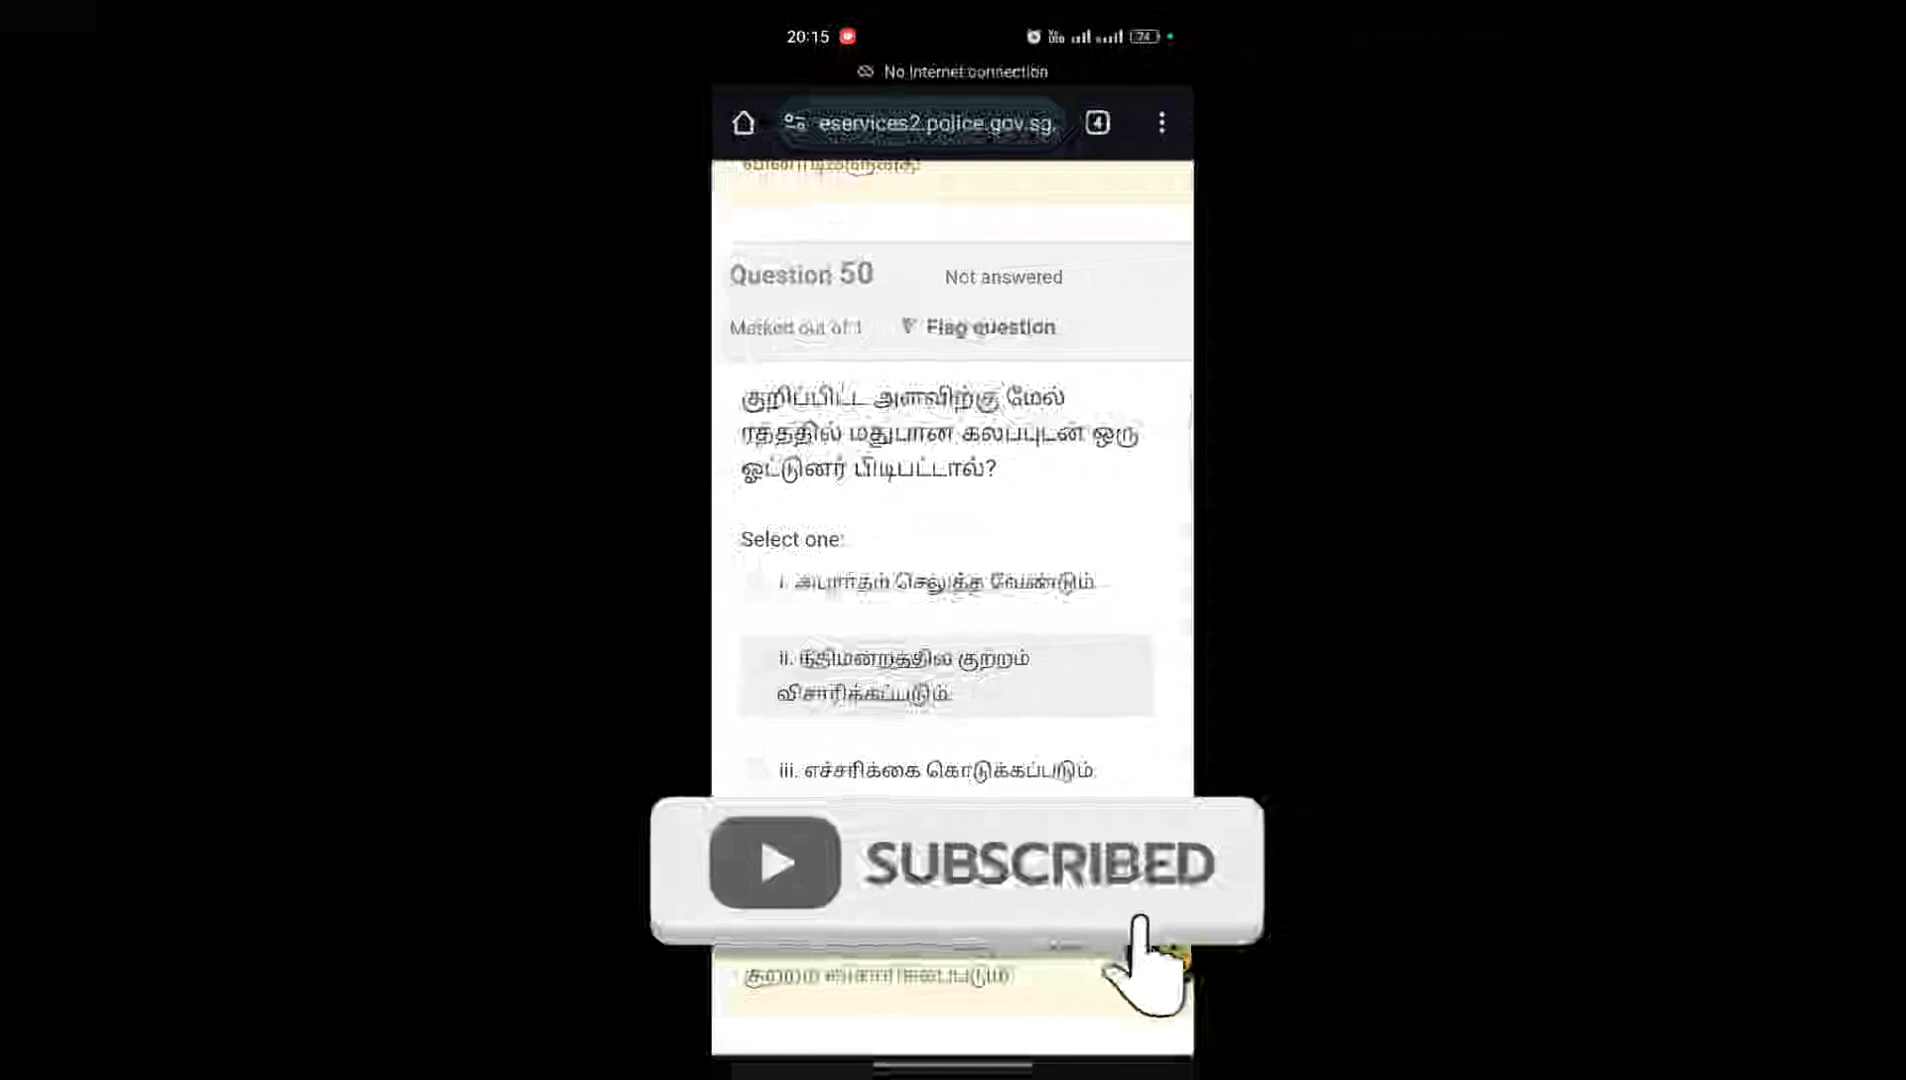 20:15
74
No Internet connection
eservices2.police.gov.sg.
4
Question 50
Not answered
Marked out of 1
Flag question
குறிப்பிட்ட அளவிற்கு மேல்
ரத்தத்தில் மதுபான கலப்புடன் ஒரு
ஓட்டுனர் பிடிபட்டால்?
Select one:
i. அபராதம் செலுத்த வேண்டும்
ii. நீதிமன்றத்தில் குற்றம்
விசாரிக்கப்படும்
iii. எச்சரிக்கை கொடுக்கப்படும்
SUBSCRIBED
குற்றம் விசாரிக்கப்படும்